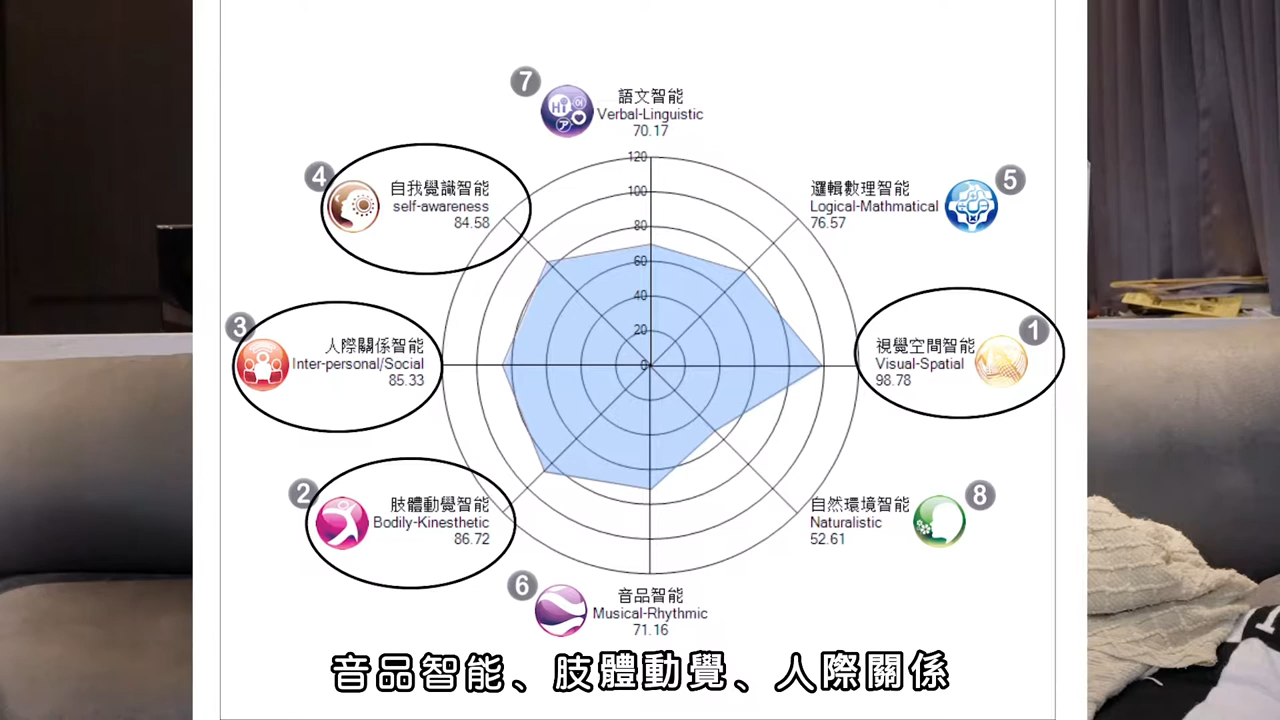 7
語文智能
Verbal-Linguistic
70.17
4
自我覺識智能
self-awareness
84.58
邏輯數理智能
Logical-Mathmatical
76.57
5
3
人際關係智能
Inter-personal/Social
85.33
1
視覺空間智能
Visual-Spatial
98.78
2
肢體動覺智能
Bodily-Kinesthetic
86.72
自然環境智能
Naturalistic
52.61
8
6
音品智能
Musical-Rhythmic
71.16
120
100
80
60
40
20
0
Hi
어
ア
音品智能、肢體動覺、人際關係